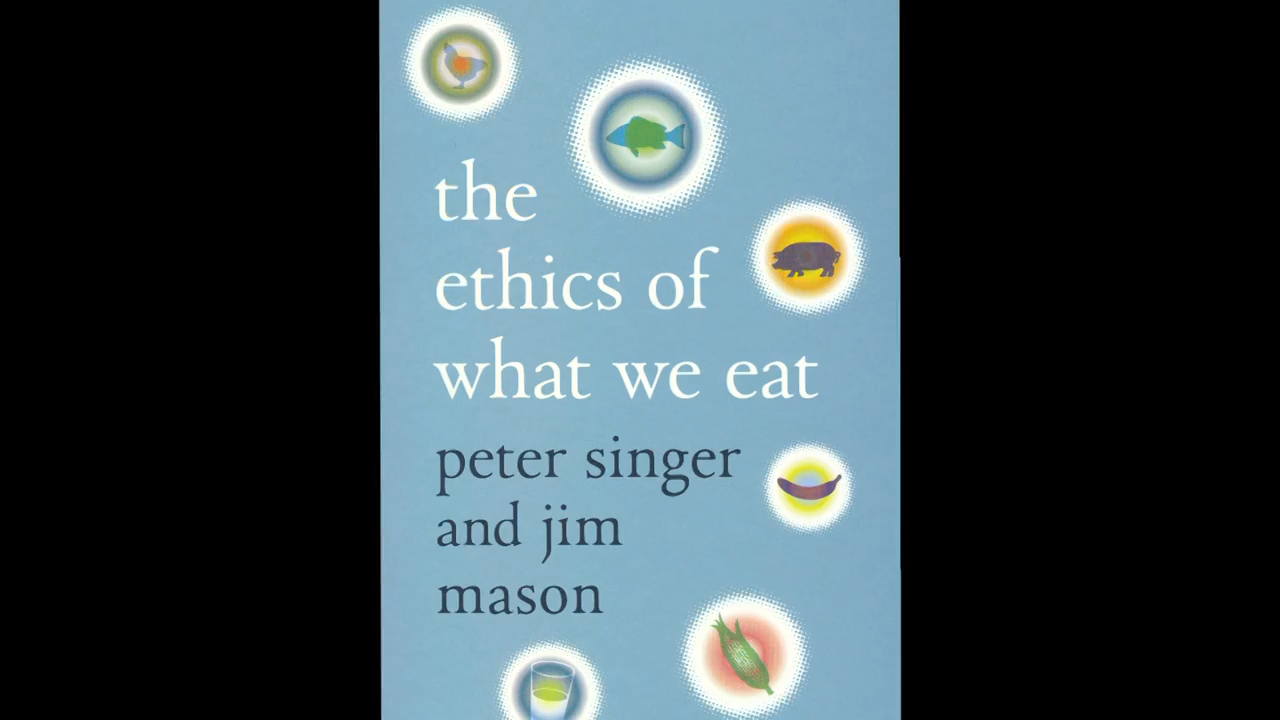 the
ethics of
what we eat
peter singer
and jim
mason